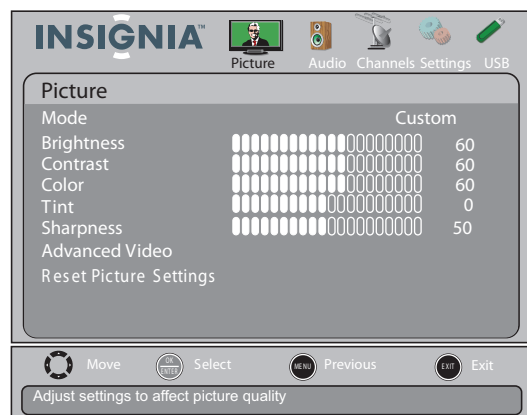 INSIGNIA™
Picture Audio Channels Settings USB
Picture
Mode Custom
Brightness 60
Contrast 60
Color 60
Tint 0
Sharpness 50
Advanced Video
Reset Picture Settings
OK ENTER MENU EXIT
Move Select Previous Exit
Adjust settings to affect picture quality